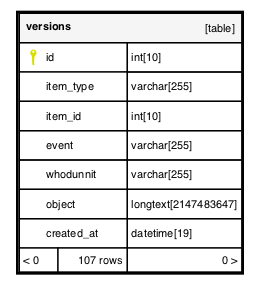 versions [table]
id int[10]
item_type varchar[255]
item_id int[10]
event varchar[255]
whodunnit varchar[255]
object longtext[2147483647]
created_at datetime[19]
< 0 107 rows 0 >